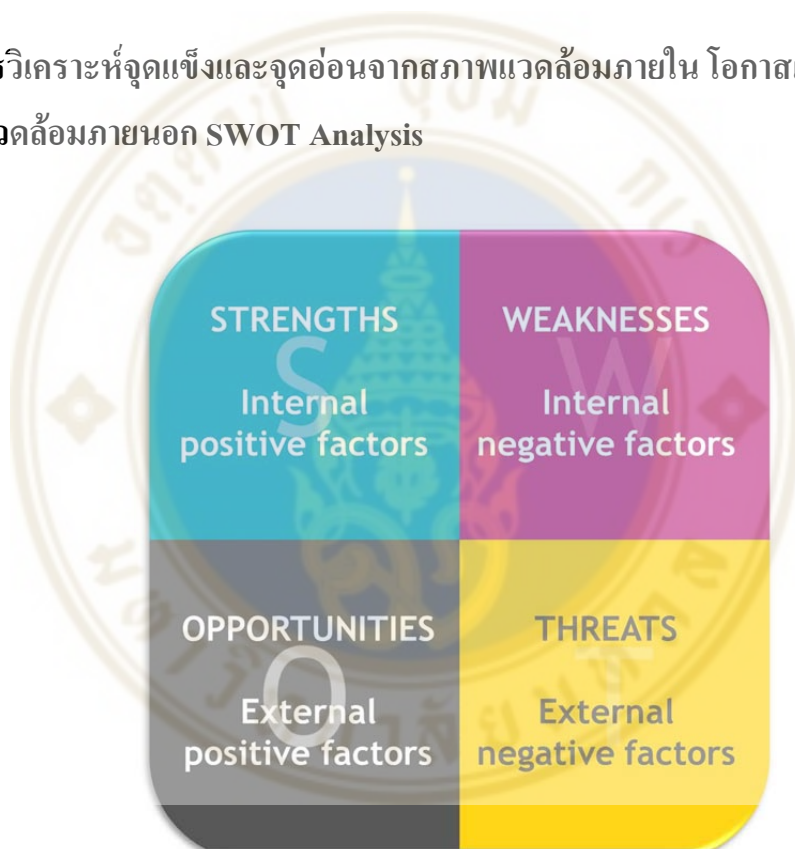 วิเคราะห์จุดแข็งและจุดอ่อนจากสภาพแวดล้อมภายใน โอกาส
วดล้อมภายนอก SWOT Analysis
STRENGTHS
S
Internal
positive factors
WEAKNESSES
W
Internal
negative factors
OPPORTUNITIES
O
External
positive factors
THREATS
T
External
negative factors